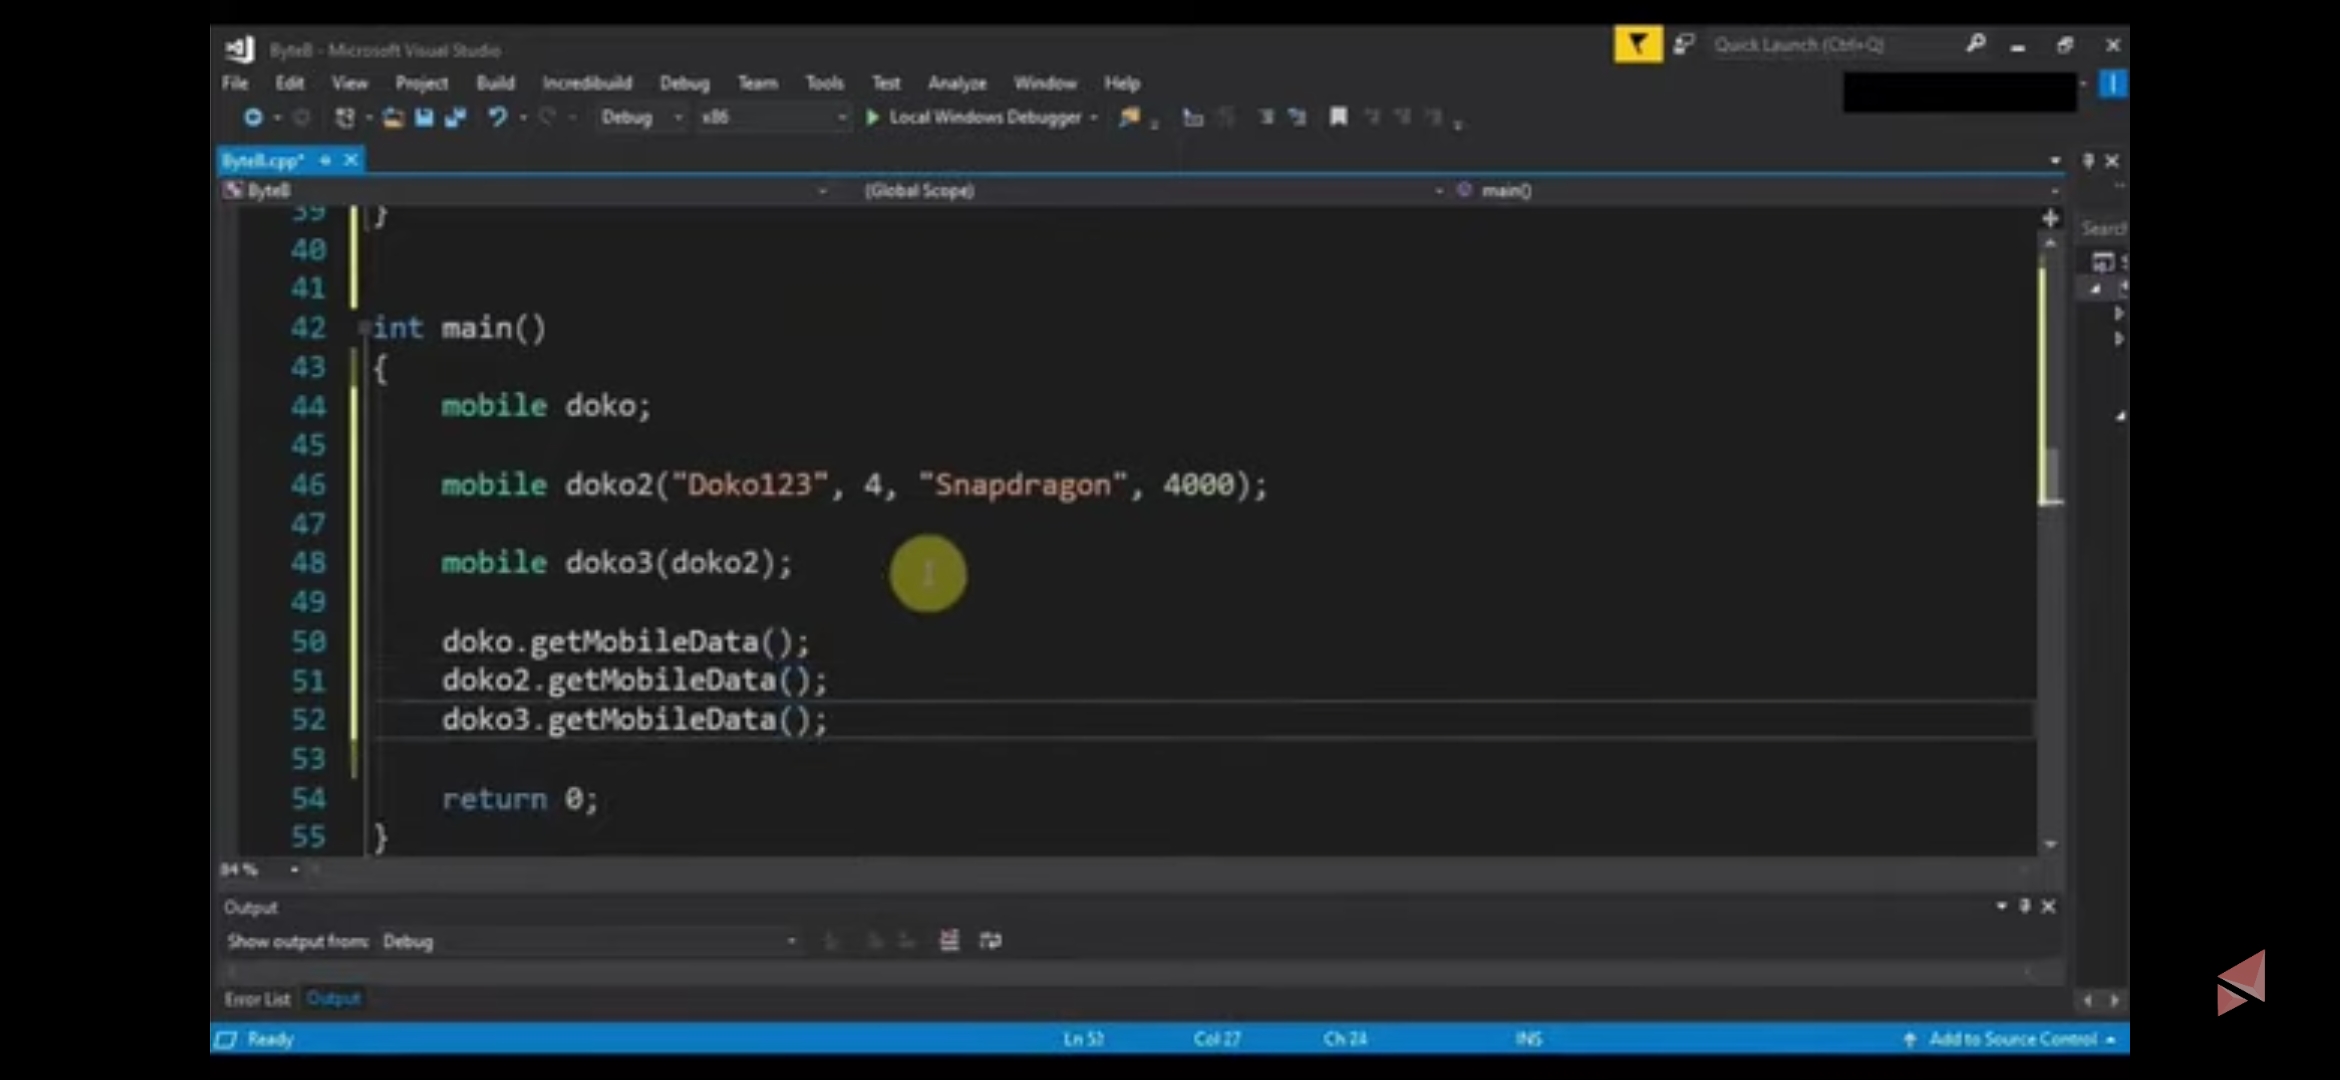 ByteB - Microsoft Visual Studio
Quick Launch (Ctrl+Q)
File Edit View Project Build Incredibuild Debug Team Tools Test Analyze Window Help
Debug x86 Local Windows Debugger
ByteB.cpp*
ByteB (Global Scope) main()
39 }
Search
40
41
42 int main()
43 {
44 mobile doko;
45
46 mobile doko2("Doko123", 4, "Snapdragon", 4000);
47
48 mobile doko3(doko2);
49
50 doko.getMobileData();
51 doko2.getMobileData();
52 doko3.getMobileData();
53
54 return 0;
55 }
84 %
Output
Show output from: Debug
Error List Output
Ready Ln 52 Col 27 Ch 24 INS Add to Source Control